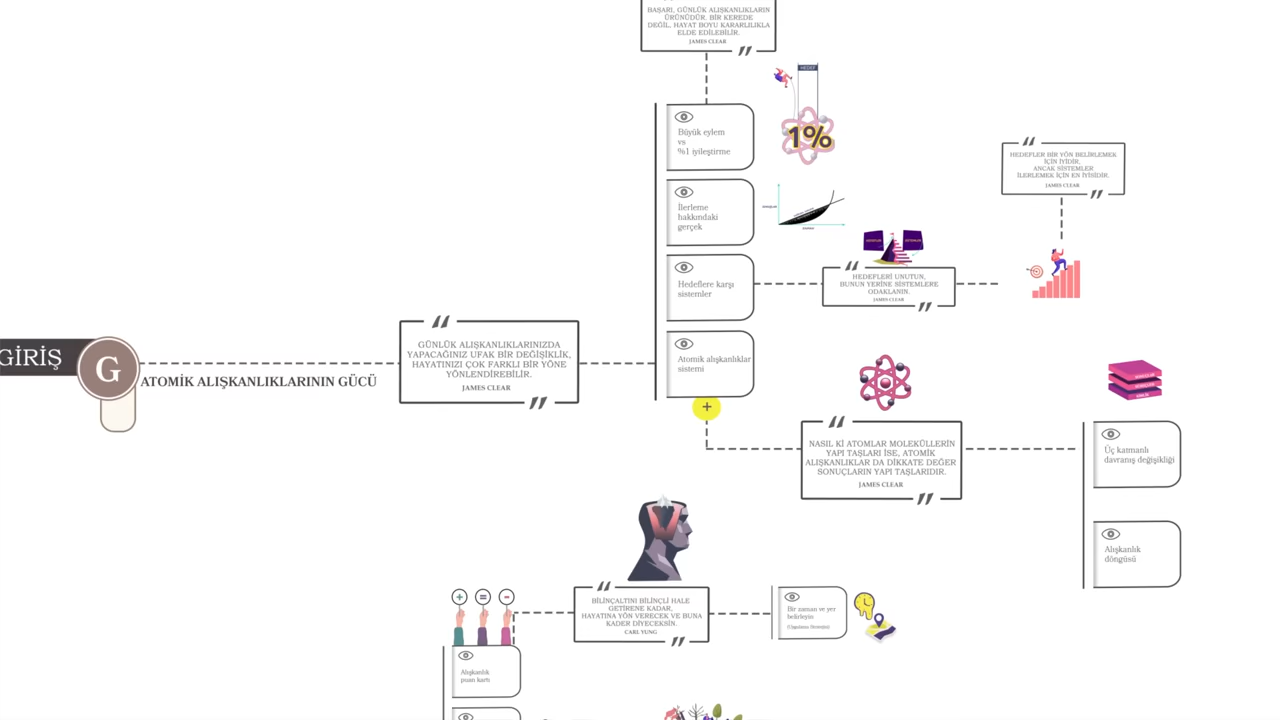 BAŞARI, GÜNLÜK ALIŞKANLIKLARIN
ÜRÜNÜDÜR. BİR KEREDE
DEĞİL, HAYAT BOYU KARARLILIKLA
ELDE EDİLEBİLİR.
JAMES CLEAR
HEDEF
1%
Büyük eylem
vs
%1 iyileştirme
İlerleme
hakkındaki
gerçek
Hedeflere karşı
sistemler
Atomik alışkanlıklar
sistemi
+
HEDEFLER BİR YÖN BELİRLEMEK
İÇİN İYİDİR,
ANCAK SİSTEMLER
İLERLEMEK İÇİN EN İYİSİDİR.
JAMES CLEAR
HEDEFLERİ UNUTUN,
BUNUN YERİNE SİSTEMLERE
ODAKLANIN.
JAMES CLEAR
GİRİŞ
G
ATOMİK ALIŞKANLIKLARININ GÜCÜ
GÜNLÜK ALIŞKANLIKLARINIZDA
YAPACAĞINIZ UFAK BİR DEĞİŞİKLİK,
HAYATINIZI ÇOK FARKLI BİR YÖNE
YÖNLENDİREBİLİR.
JAMES CLEAR
NASIL Kİ ATOMLAR MOLEKÜLLERİN
YAPI TAŞLARI İSE, ATOMİK
ALIŞKANLIKLAR DA DİKKATE DEĞER
SONUÇLARIN YAPI TAŞLARIDIR.
JAMES CLEAR
Üç katmanlı
davranış değişikliği
Alışkanlık
döngüsü
BİLİNÇALTINI BİLİNÇLİ HALE
GETİRENE KADAR,
HAYATINA YÖN VERECEK VE BUNA
KADER DİYECEKSİN.
CARL YUNG
Bir zaman ve yer
belirleyin
+ = -
Alışkanlık
puan kartı